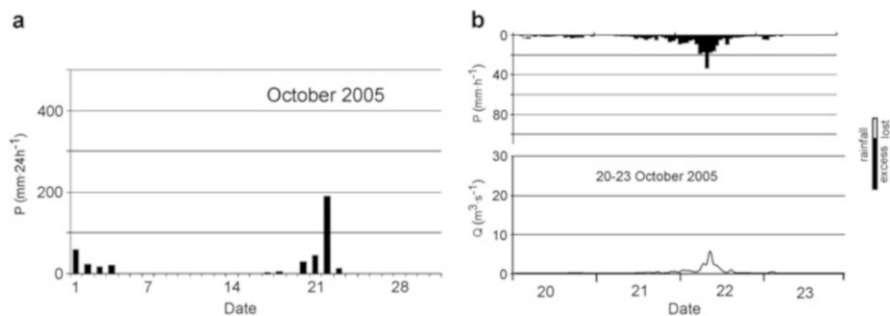 a
October 2005
400
200
0
P (mm·24h⁻¹)
1 7 14 21 28
Date
b
0
40
80
P (mm·h⁻¹)
30
20
10
0
Q (m³·s⁻¹)
20-23 October 2005
20 21 22 23
Date
rainfall
excess lost